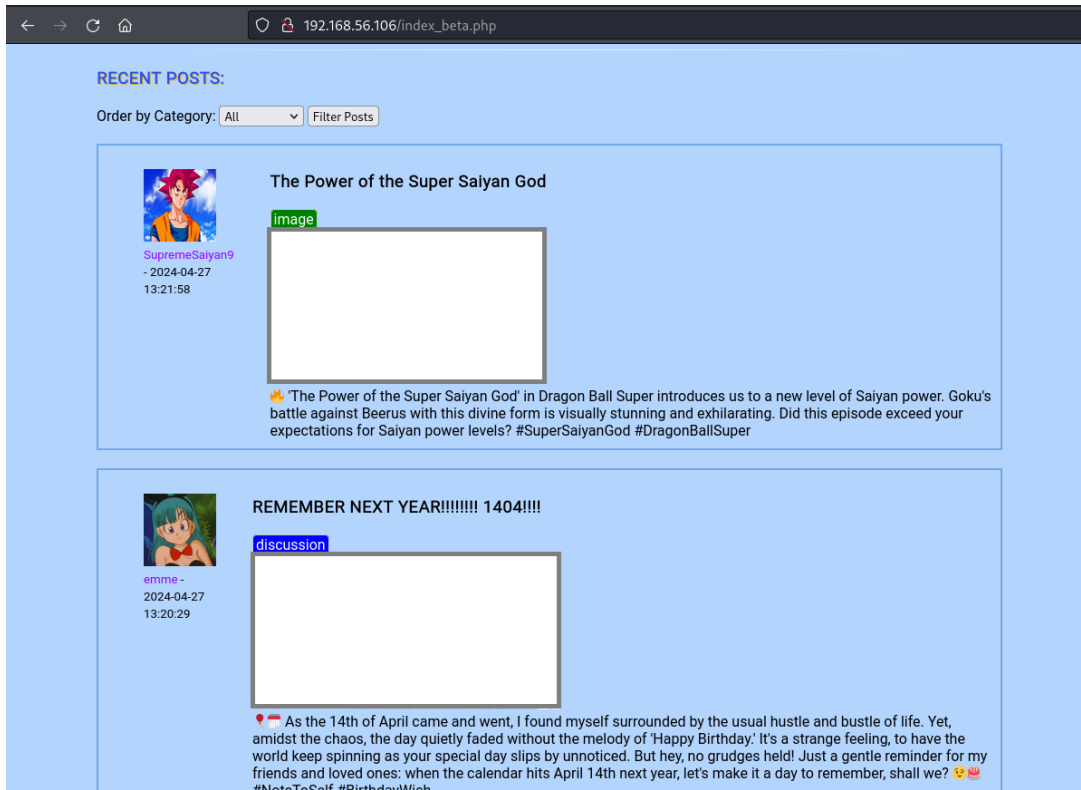 192.168.56.106/index_beta.php
RECENT POSTS:
Order by Category: All Filter Posts
The Power of the Super Saiyan God
image
SupremeSaiyan9
- 2024-04-27
13:21:58
🔥 'The Power of the Super Saiyan God' in Dragon Ball Super introduces us to a new level of Saiyan power. Goku's
battle against Beerus with this divine form is visually stunning and exhilarating. Did this episode exceed your
expectations for Saiyan power levels? #SuperSaiyanGod #DragonBallSuper
REMEMBER NEXT YEAR!!!!!!!! 1404!!!!
discussion
emme -
2024-04-27
13:20:29
🎈📅 As the 14th of April came and went, I found myself surrounded by the usual hustle and bustle of life. Yet,
amidst the chaos, the day quietly faded without the melody of 'Happy Birthday.' It's a strange feeling, to have the
world keep spinning as your special day slips by unnoticed. But hey, no grudges held! Just a gentle reminder for my
friends and loved ones: when the calendar hits April 14th next year, let's make it a day to remember, shall we? 😉🎂
#NoteToSelf #BirthdayWish